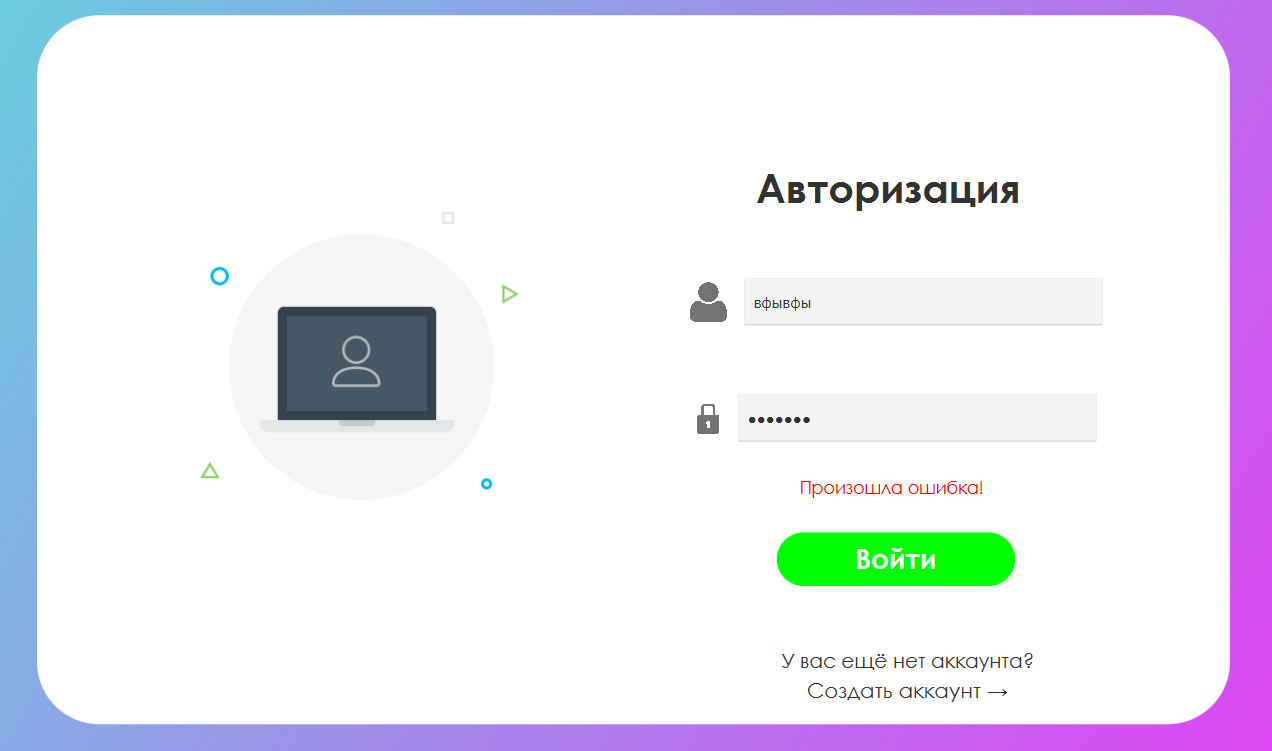 Авторизация
вфывфы
•••••••
Произошла ошибка!
Войти
У вас ещё нет аккаунта?
Создать аккаунт →